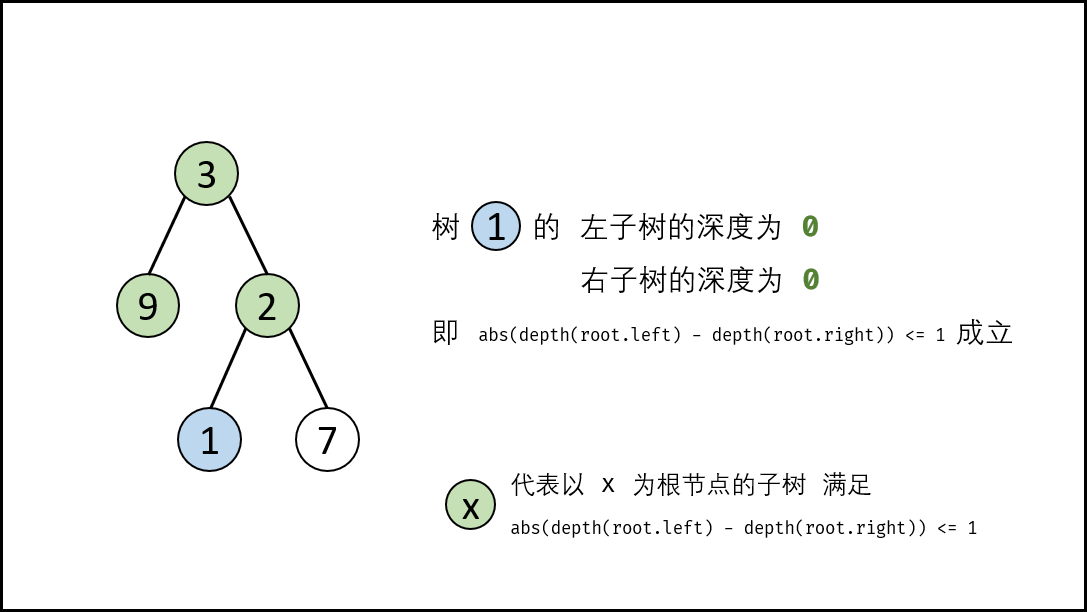 3
9
2
1
7
树 1 的 左子树的深度为 0
右子树的深度为 0
即 abs(depth(root.left) - depth(root.right)) <= 1 成立
x 代表以 x 为根节点的子树 满足
abs(depth(root.left) - depth(root.right)) <= 1